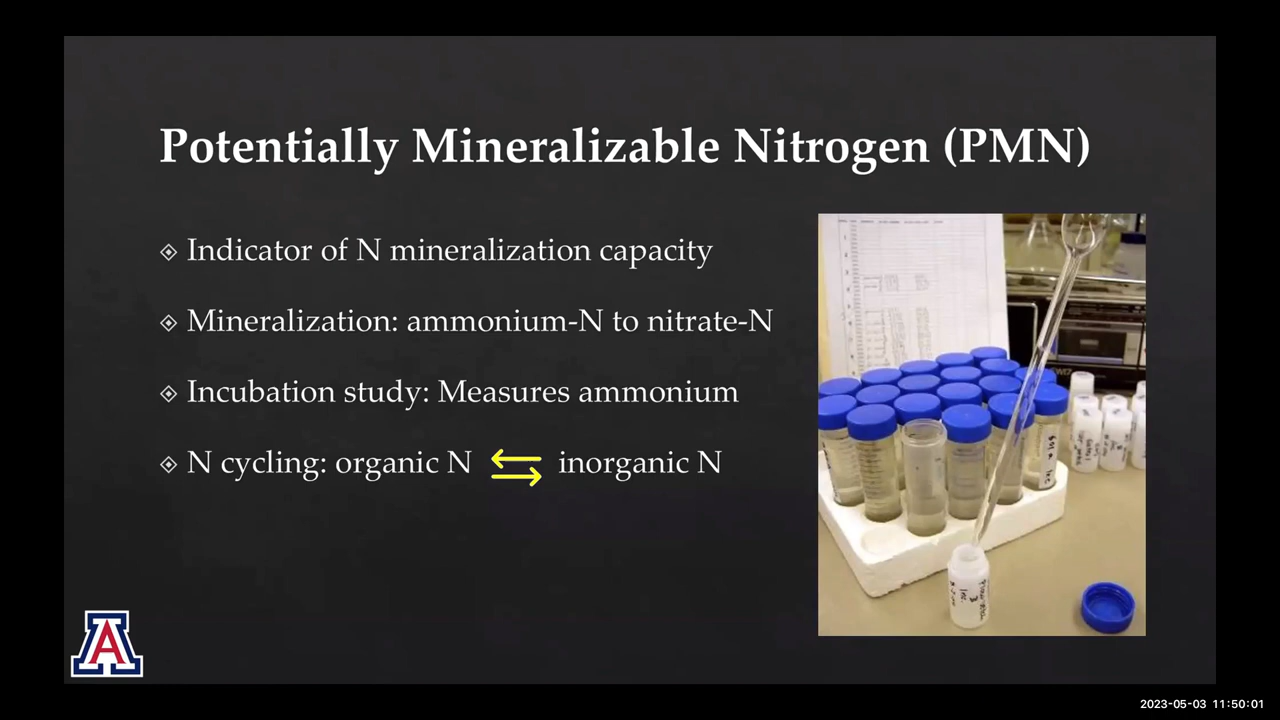 Potentially Mineralizable Nitrogen (PMN)
Indicator of N mineralization capacity
Mineralization: ammonium-N to nitrate-N
Incubation study: Measures ammonium
N cycling: organic N ⇆ inorganic N
A
2023-05-03 11:50:01